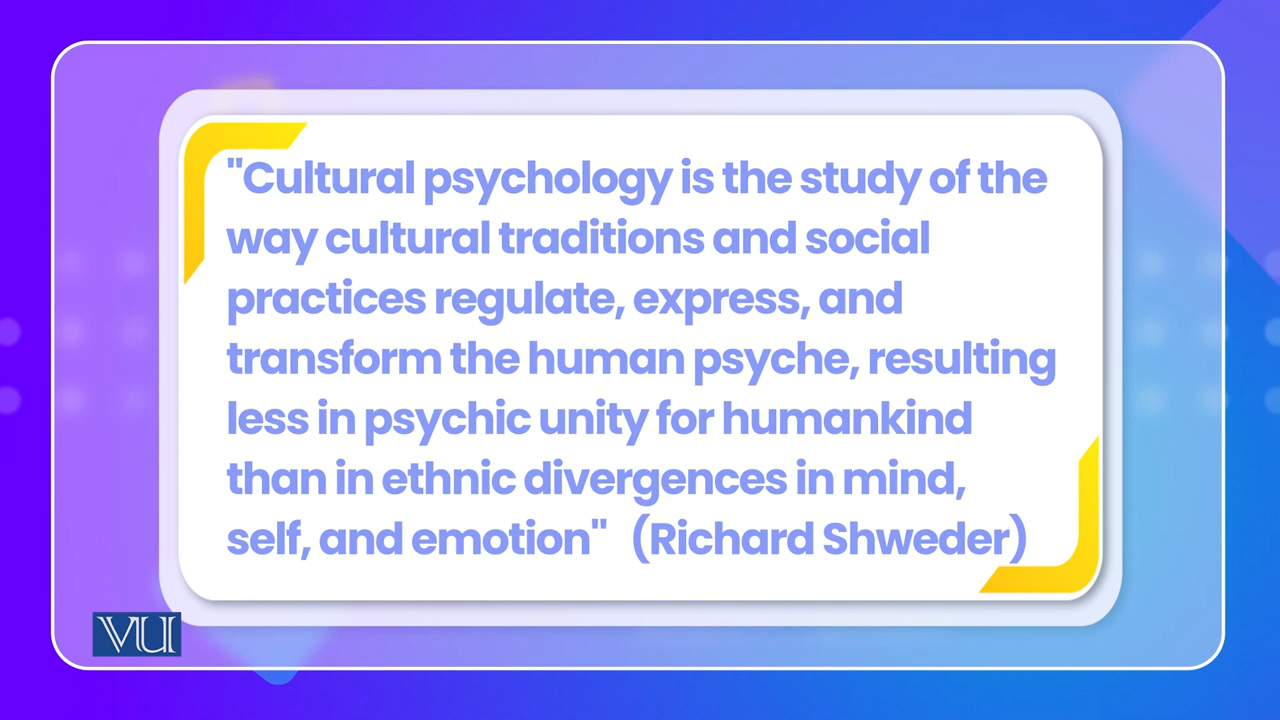 "Cultural psychology is the study of the
way cultural traditions and social
practices regulate, express, and
transform the human psyche, resulting
less in psychic unity for humankind
than in ethnic divergences in mind,
self, and emotion" (Richard Shweder)
VU